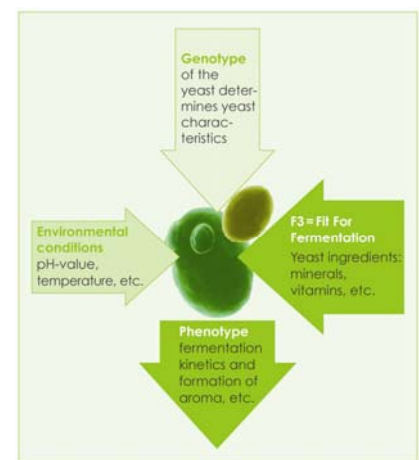 Genotype
of the
yeast deter-
mines yeast
charac-
teristics
Environmental
conditions
pH-value,
temperature, etc.
F3=Fit For
Fermentation
Yeast ingredients:
minerals,
vitamins, etc.
Phenotype
fermentation
kinetics and
formation of
aroma, etc.